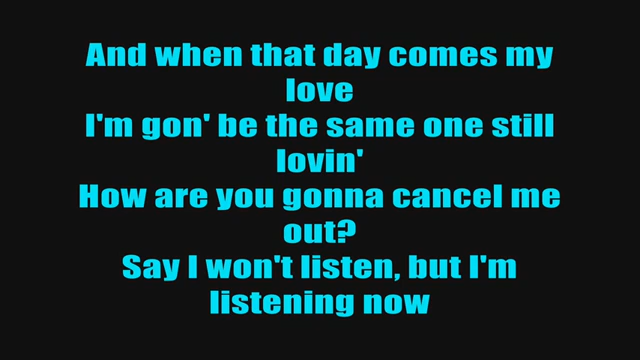 And when that day comes my
love
I'm gon' be the same one still
lovin'
How are you gonna cancel me
out?
Say I won't listen, but I'm
listening now